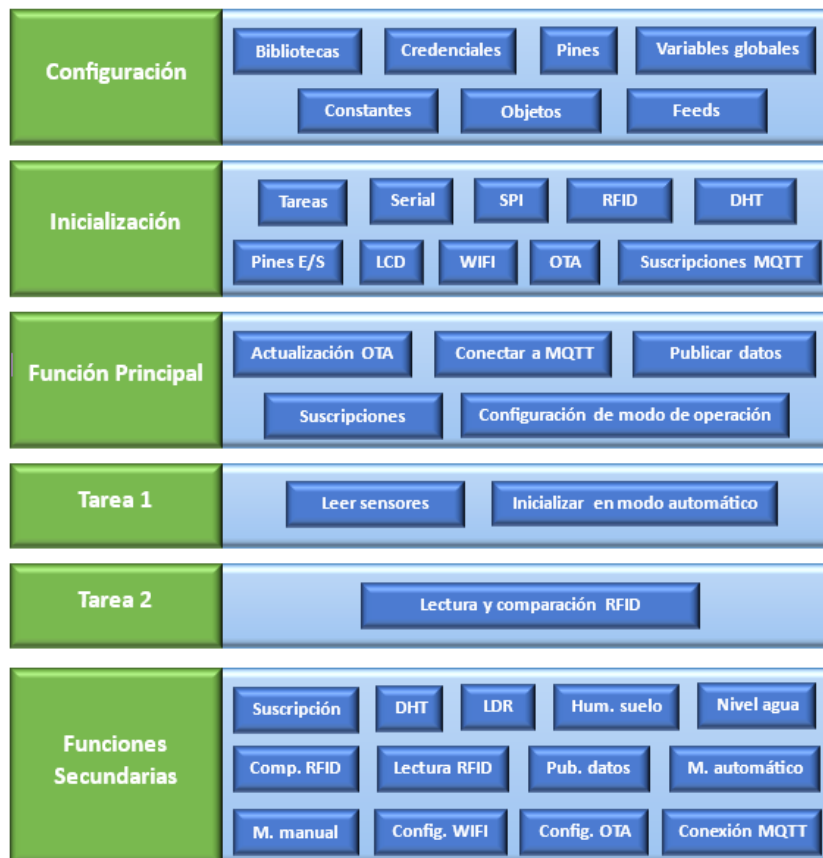 Configuración
Bibliotecas
Credenciales
Pines
Variables globales
Constantes
Objetos
Feeds
Inicialización
Tareas
Serial
SPI
RFID
DHT
Pines E/S
LCD
WIFI
OTA
Suscripciones MQTT
Función Principal
Actualización OTA
Conectar a MQTT
Publicar datos
Suscripciones
Configuración de modo de operación
Tarea 1
Leer sensores
Inicializar en modo automático
Tarea 2
Lectura y comparación RFID
Funciones
Secundarias
Suscripción
DHT
LDR
Hum. suelo
Nivel agua
Comp. RFID
Lectura RFID
Pub. datos
M. automático
M. manual
Config. WIFI
Config. OTA
Conexión MQTT